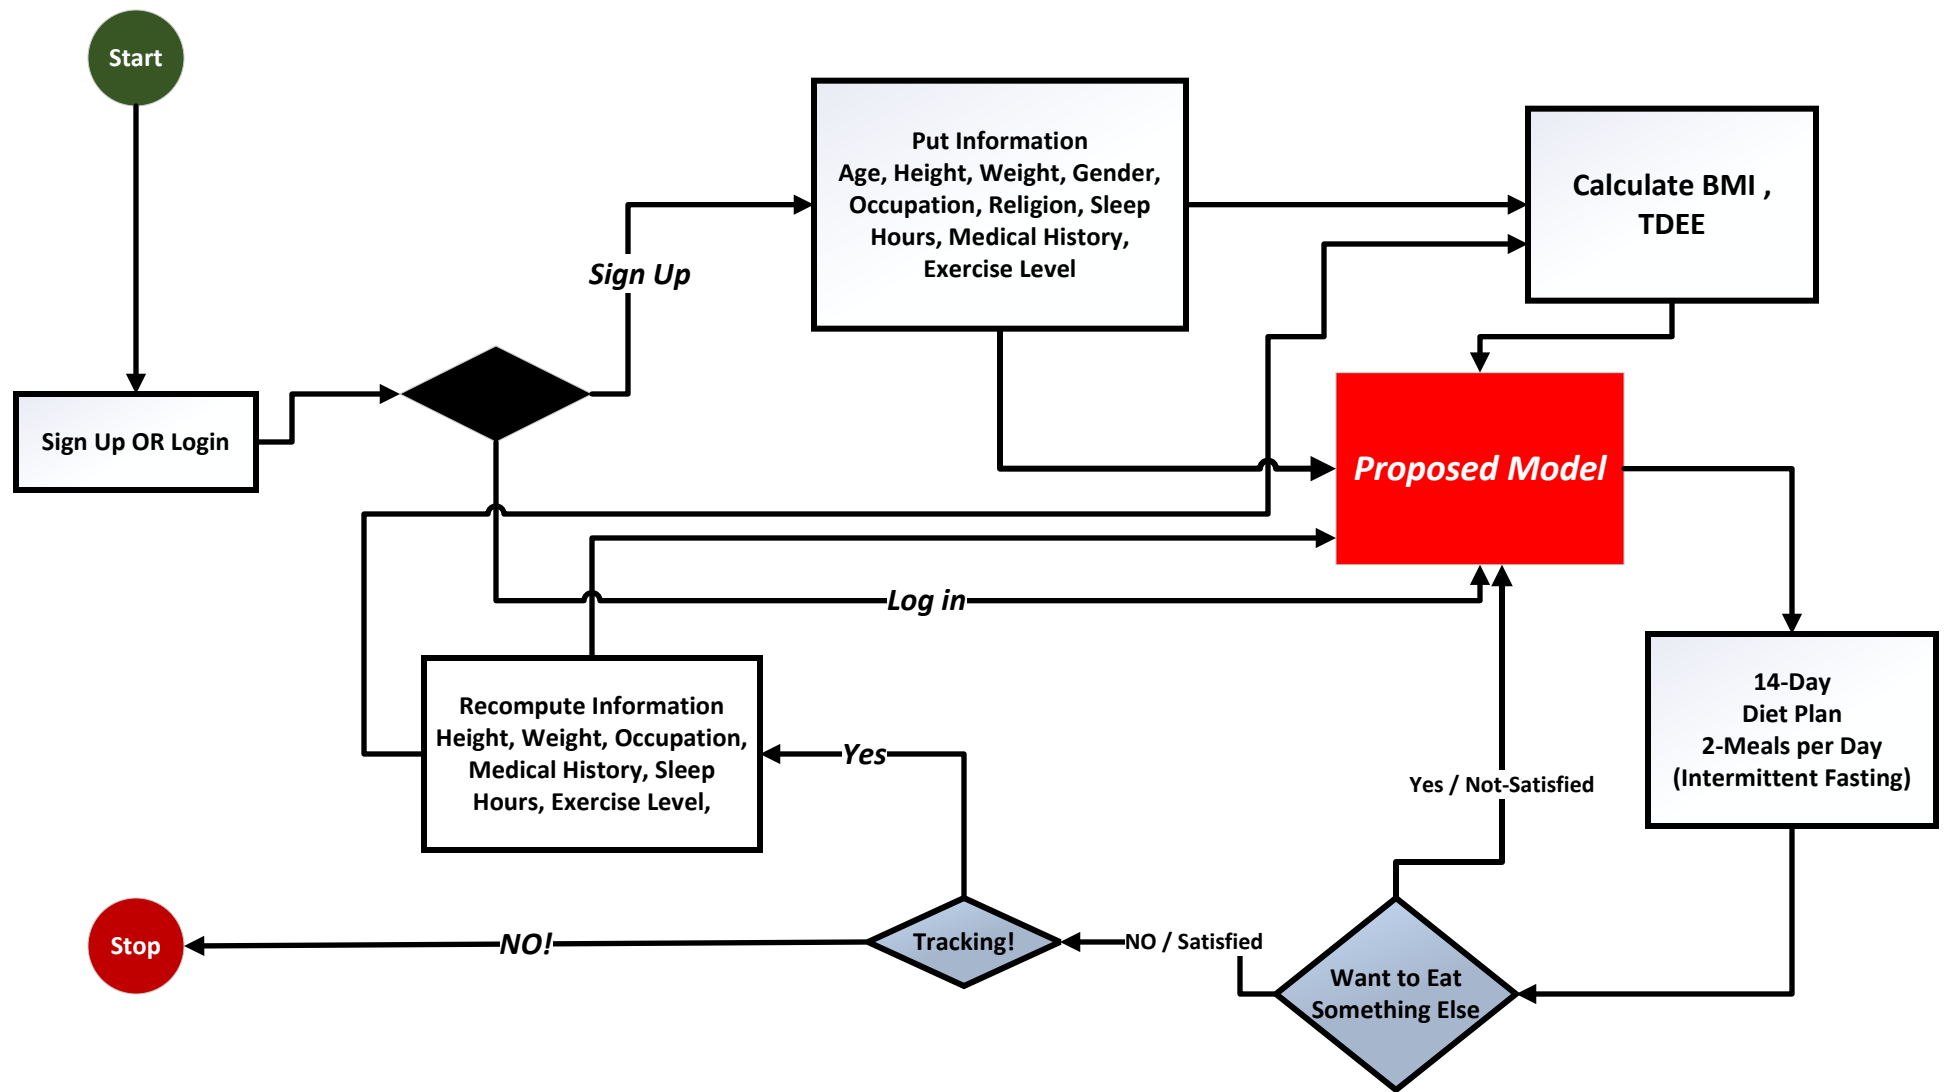 Start
Put Information
Age, Height, Weight, Gender,
Occupation, Religion, Sleep
Hours, Medical History,
Exercise Level
Calculate BMI ,
TDEE
Sign Up
Sign Up OR Login
Proposed Model
Log in
Recompute Information
Height, Weight, Occupation,
Medical History, Sleep
Hours, Exercise Level,
Yes
14-Day
Diet Plan
2-Meals per Day
(Intermittent Fasting)
Yes / Not-Satisfied
Stop
NO!
Tracking!
NO / Satisfied
Want to Eat
Something Else